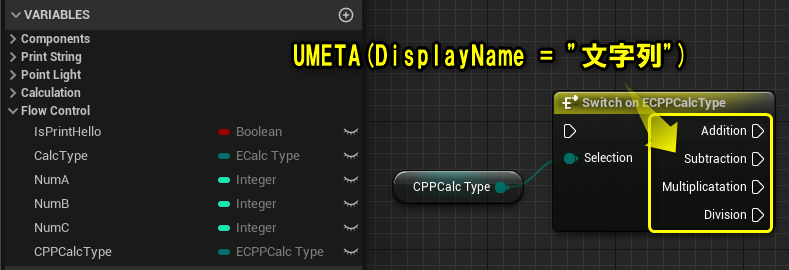 VARIABLES
Components
Print String
Point Light
Calculation
Flow Control
IsPrintHello Boolean
CalcType ECalc Type
NumA Integer
NumB Integer
NumC Integer
CPPCalcType ECPPCalc Type
UMETA(DisplayName = "文字列")
Switch on ECPPCalcType
Addition
Selection Subtraction
Multiplicatation
Division
CPPCalc Type